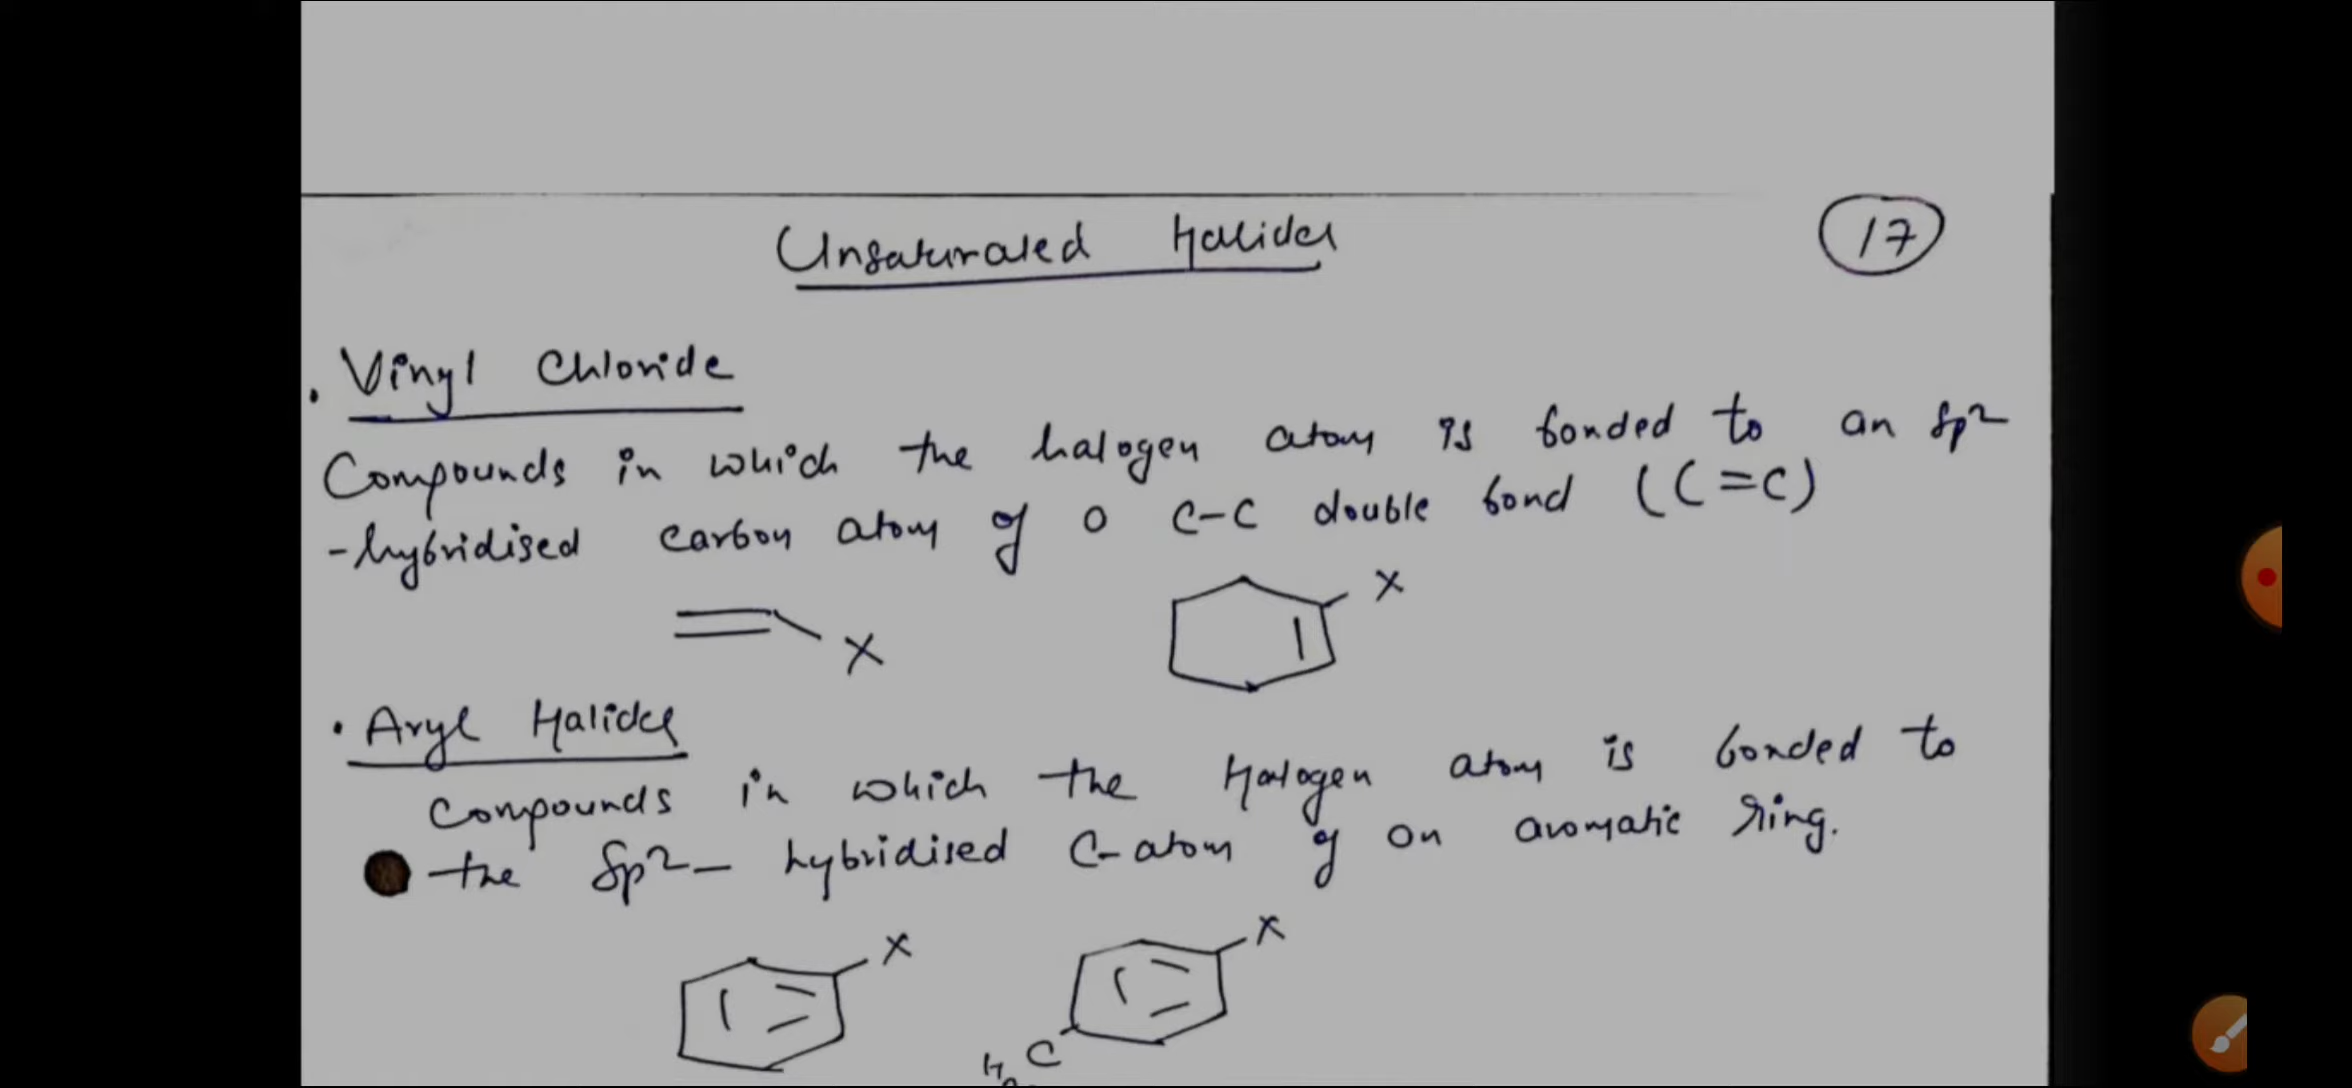 Unsaturated Halides
17
. Vinyl Chloride
Compounds in which the halogen atom is bonded to an sp²
-hybridised carbon atom of a C-C double bond (C=C)
X
X
. Aryl Halides
Compounds in which the Halogen atom is bonded to
the Sp²- hybridised C-atom of an aromatic ring.
X
X
H3C